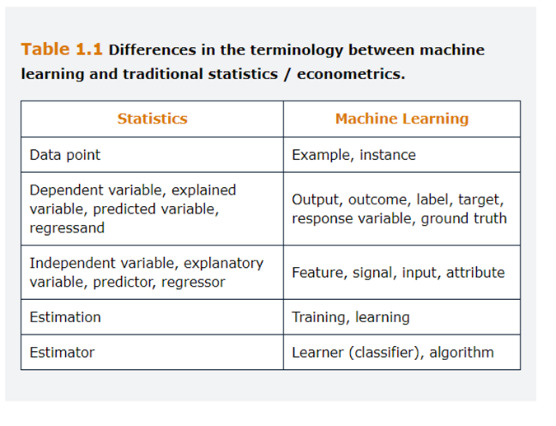 Table 1.1 Differences in the terminology between machine
learning and traditional statistics / econometrics.
Statistics
Machine Learning
Data point
Example, instance
Dependent variable, explained
variable, predicted variable,
regressand
Output, outcome, label, target,
response variable, ground truth
Independent variable, explanatory
variable, predictor, regressor
Feature, signal, input, attribute
Estimation
Training, learning
Estimator
Learner (classifier), algorithm